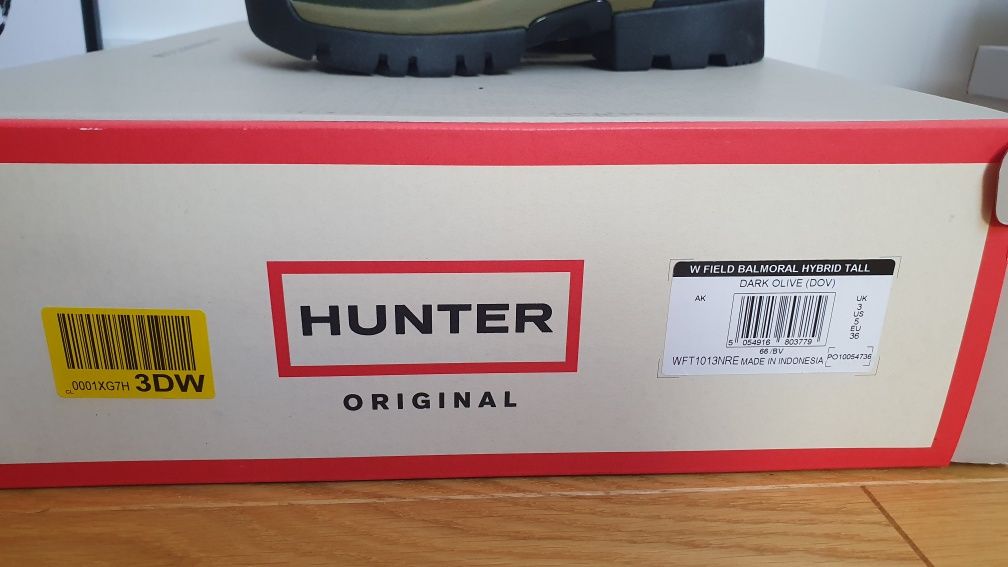 HUNTER
ORIGINAL
CL0001XG7H 3DW
W FIELD BALMORAL HYBRID TALL
DARK OLIVE (DOV)
AK
UK
3
US
5
EU
36
5 054916 803779
66 /BV
WFT1013NRE MADE IN INDONESIA
PO10054736